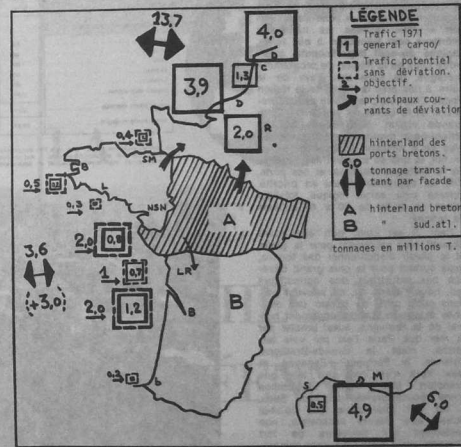 13,7
4,0
D
C
1,3
3,9
D
2,0
R
0,4
SM
B
0,5
L
0,3
NSN
A
2,0
0,8
3,6
(+3,0)
1
0,7
LR
B
2,0
1,2
B
0,3
b
S
M
0,5
4,9
6,0
LÉGENDE
1 Trafic 1971
general cargo/
Trafic potentiel
sans déviation.
2 objectif.
principaux cou-
rants de déviation
hinterland des
ports bretons.
6,0 tonnage transi-
tant par facade
A hinterland breton
B " sud.atl.
tonnages en millions T.